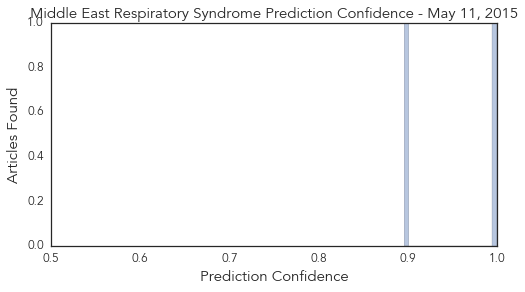 Middle East Respiratory Syndrome Prediction Confidence - May 11, 2015
1.0
0.8
0.6
0.4
0.2
0.0
Articles Found
0.5 0.6 0.7 0.8 0.9 1.0
Prediction Confidence